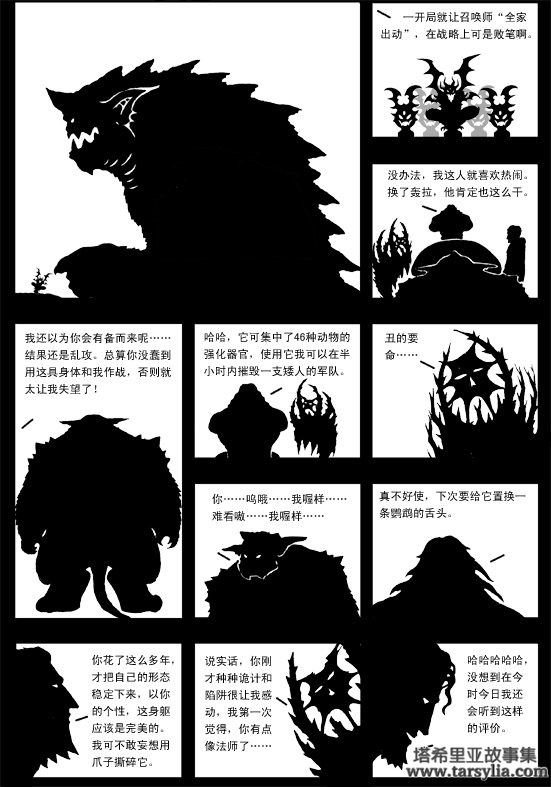 一开局就让召唤师“全家
出动”，在战略上可是败笔啊。
没办法，我这人就喜欢热闹。
换了轰拉，他肯定也这么干。
我还以为你会有备而来呢……
结果还是乱攻。总算你没蠢到
用这具身体和我作战，否则就
太让我失望了！
哈哈，它可集中了46种动物的
强化器官，使用它我可以在半
小时内摧毁一支矮人的军队。
丑的要
命……
你……呜哦……我喔样……
难看嗷……我喔样……
真不好使，下次要给它置换一
条鹦鹉的舌头。
你花了这么多年，
才把自己的形态
稳定下来，以你
的个性，这身躯
应该是完美的。
我可不敢妄想用
爪子撕碎它。
说实话，你刚
才种种诡计和
陷阱很让我感
动，我第一次
觉得，你有点
像法师了……
哈哈哈哈哈，
没想到在今
时今日我还
会听到这样
的评价。
塔希里亚故事集
www.tarsylia.com